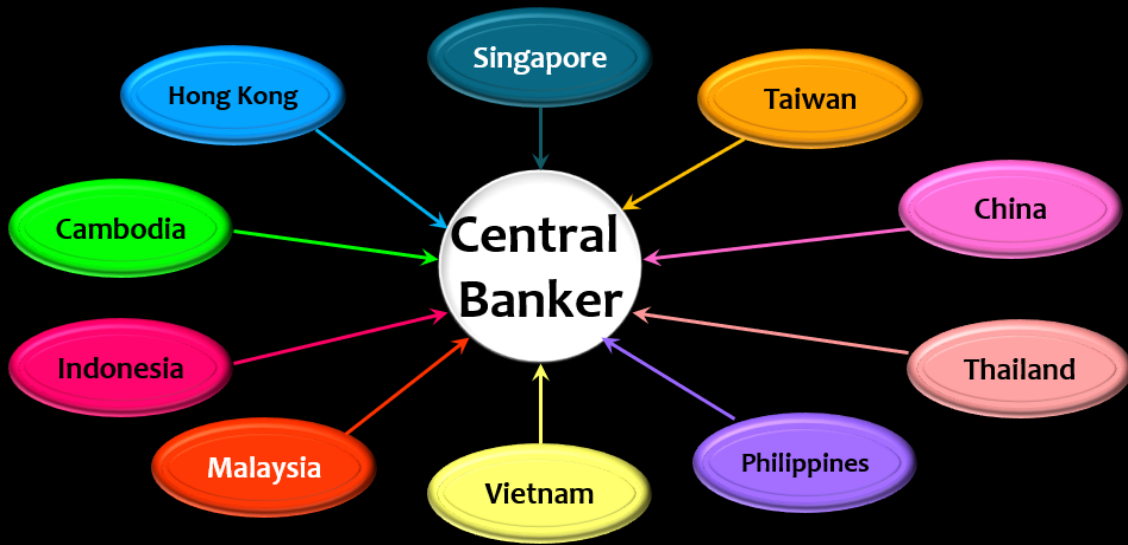 Singapore
Hong Kong
Taiwan
China
Cambodia
Central
Banker
Indonesia
Thailand
Malaysia
Philippines
Vietnam